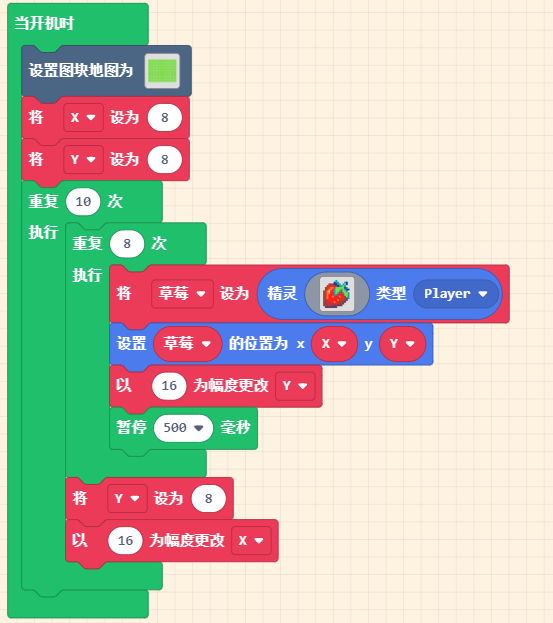 当开机时
设置图块地图为
将 X 设为 8
将 Y 设为 8
重复 10 次
执行 重复 8 次
执行 将 草莓 设为 精灵 类型 Player
设置 草莓 的位置为 x X y Y
以 16 为幅度更改 Y
暂停 500 毫秒
将 Y 设为 8
以 16 为幅度更改 X